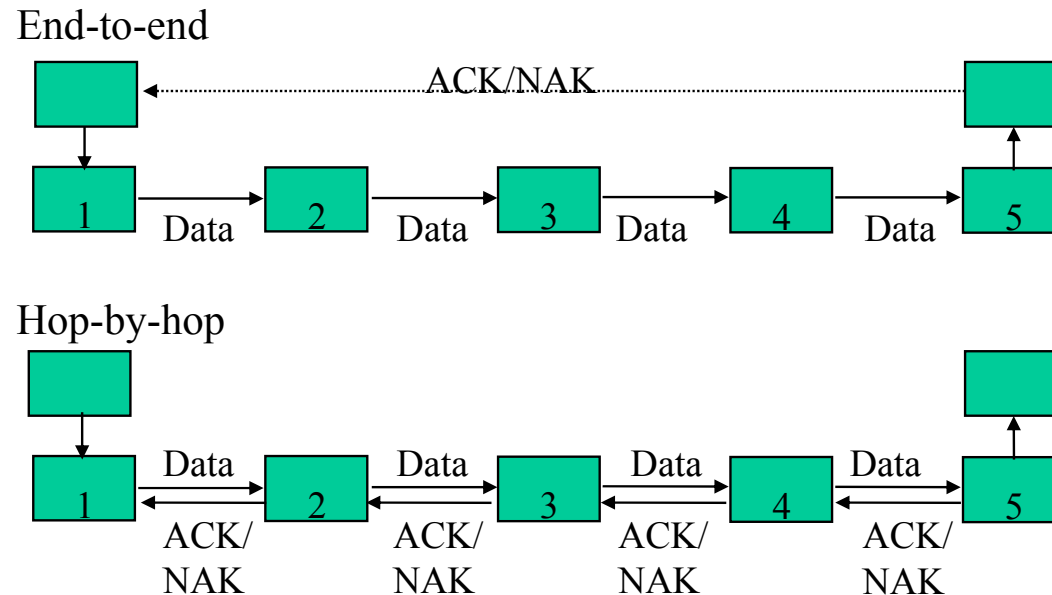 End-to-end
ACK/NAK
1 2 3 4 5
Data Data Data Data
Hop-by-hop
Data Data Data Data
1 2 3 4 5
ACK/ ACK/ ACK/ ACK/
NAK NAK NAK NAK